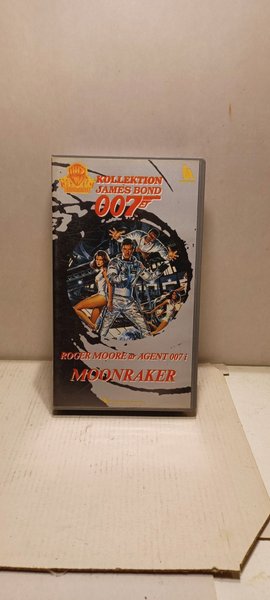 KOLLEKTION
JAMES BOND
007
ROGER MOORE är AGENT 007 i
MOONRAKER